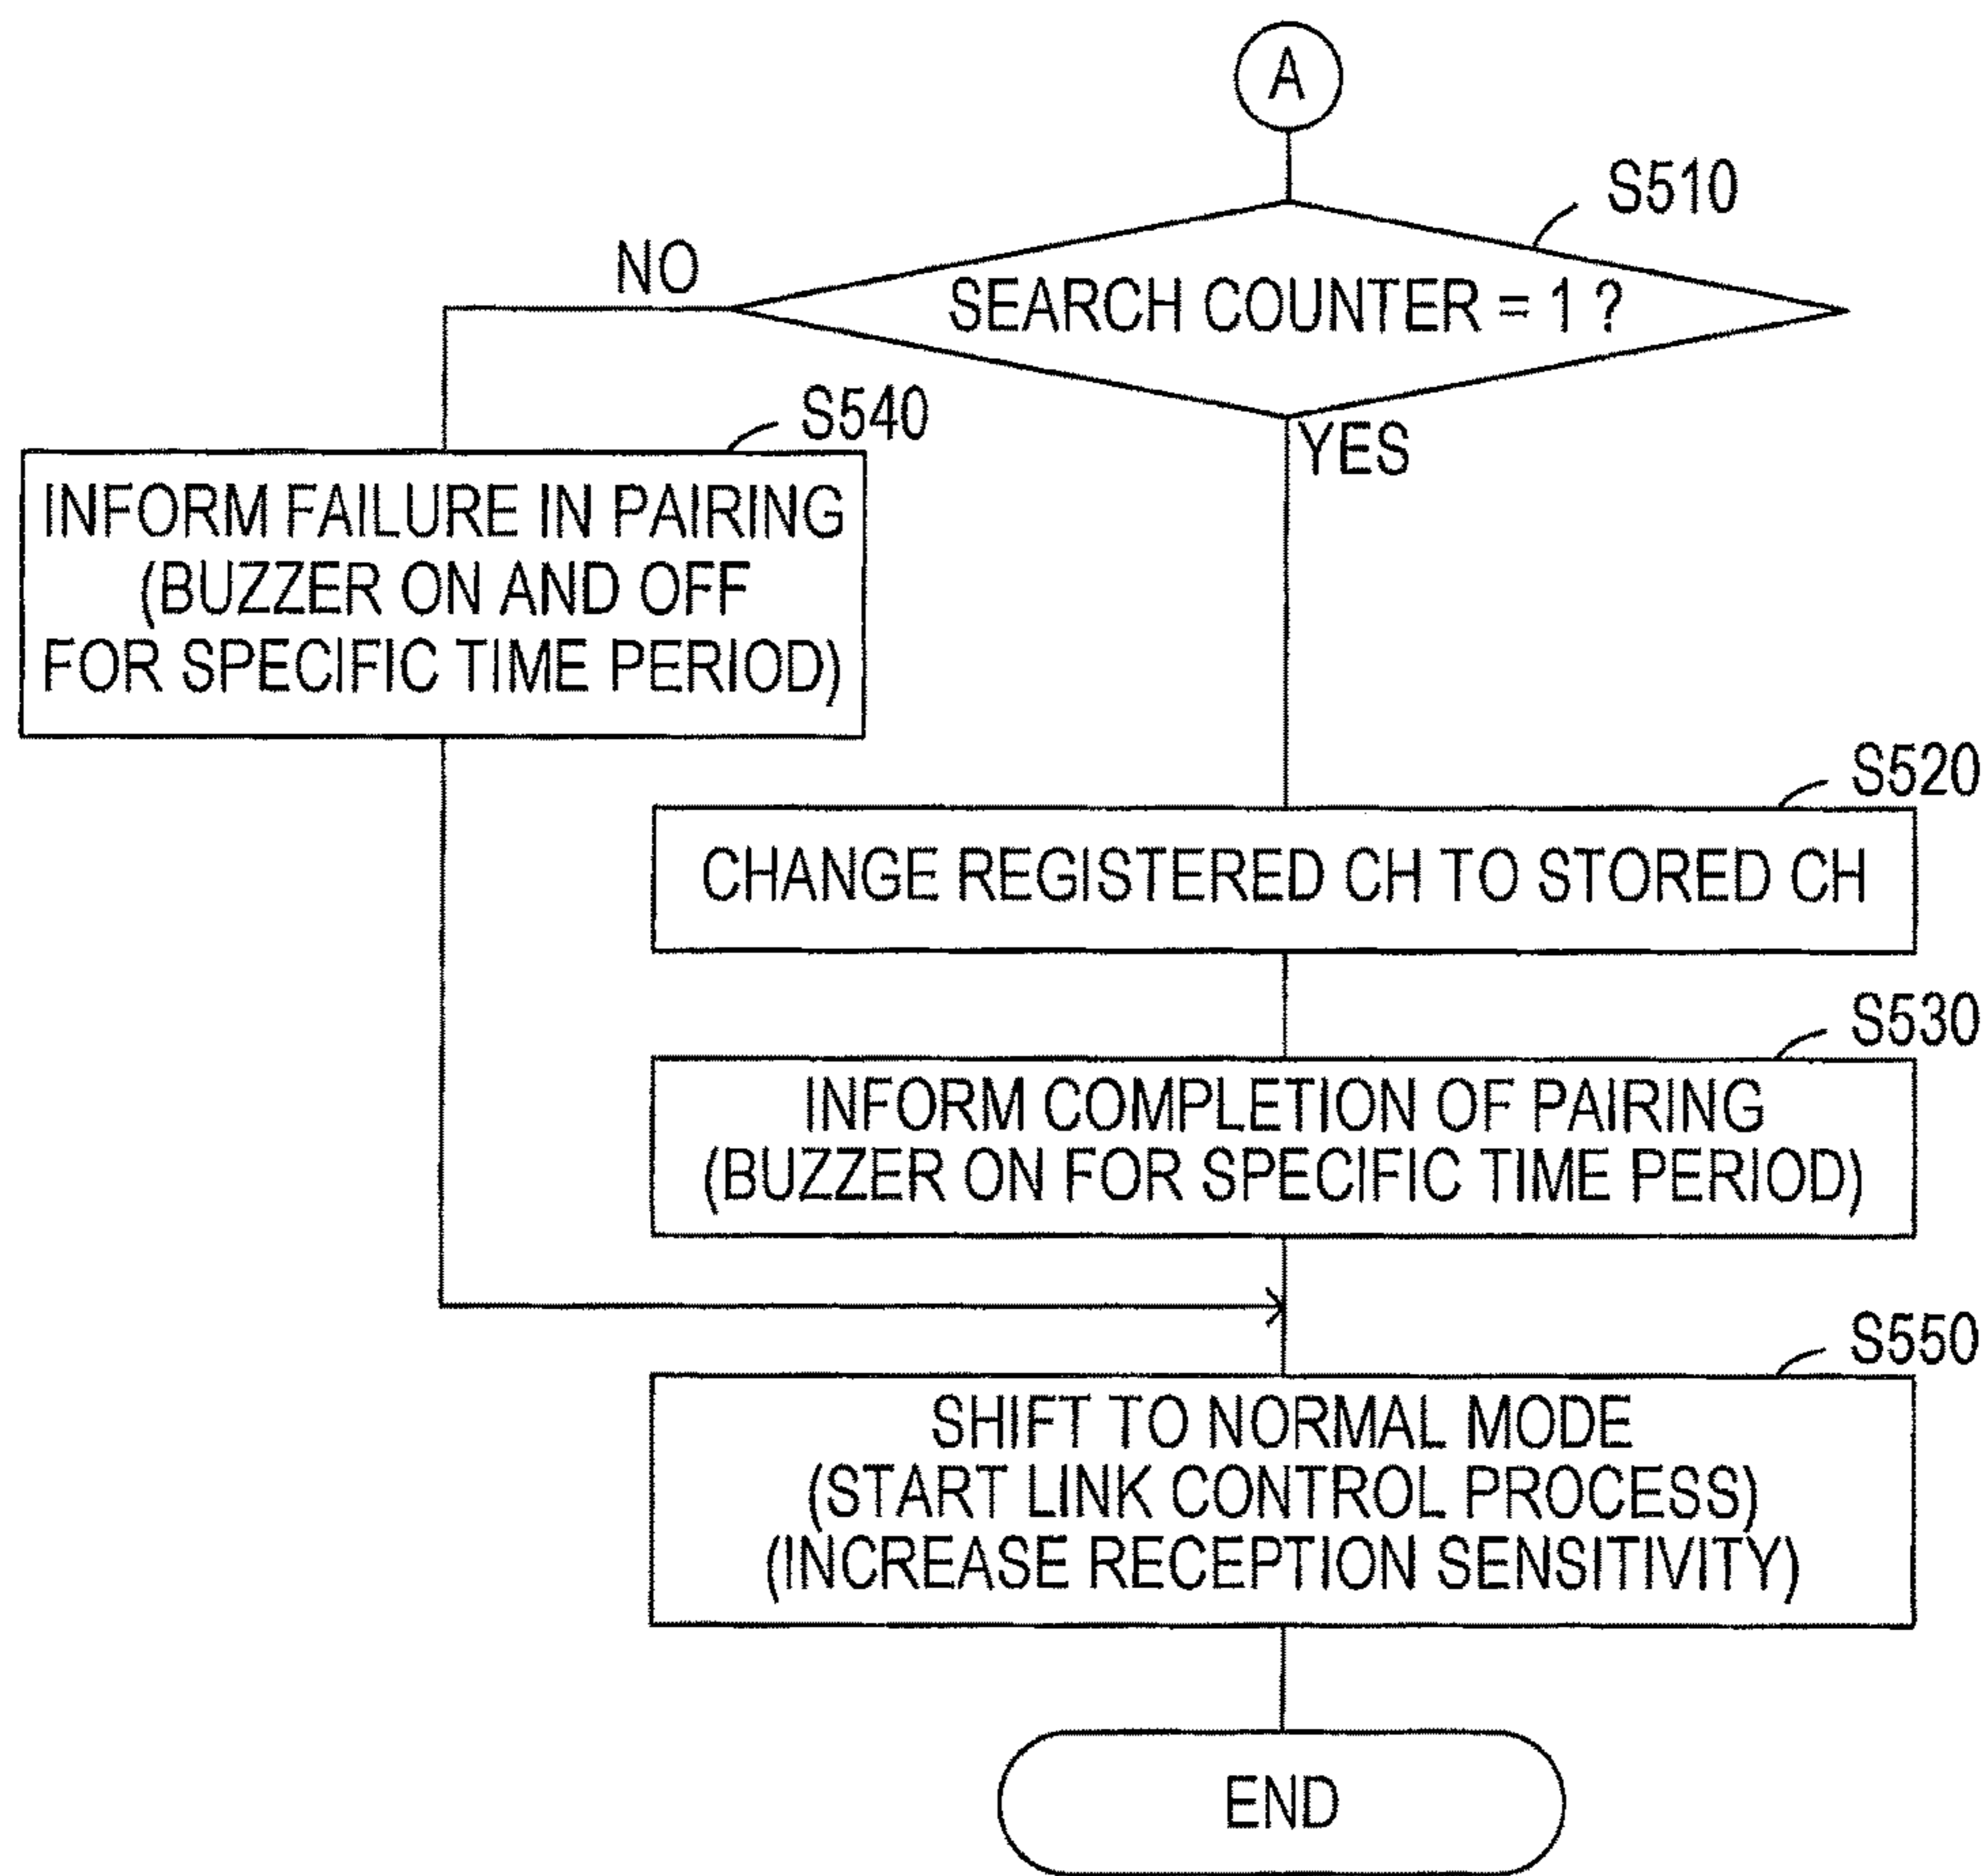 A
S510
NO
SEARCH COUNTER = 1 ?
S540
YES
INFORM FAILURE IN PAIRING
(BUZZER ON AND OFF
FOR SPECIFIC TIME PERIOD)
S520
CHANGE REGISTERED CH TO STORED CH
S530
INFORM COMPLETION OF PAIRING
(BUZZER ON FOR SPECIFIC TIME PERIOD)
S550
SHIFT TO NORMAL MODE
(START LINK CONTROL PROCESS)
(INCREASE RECEPTION SENSITIVITY)
END